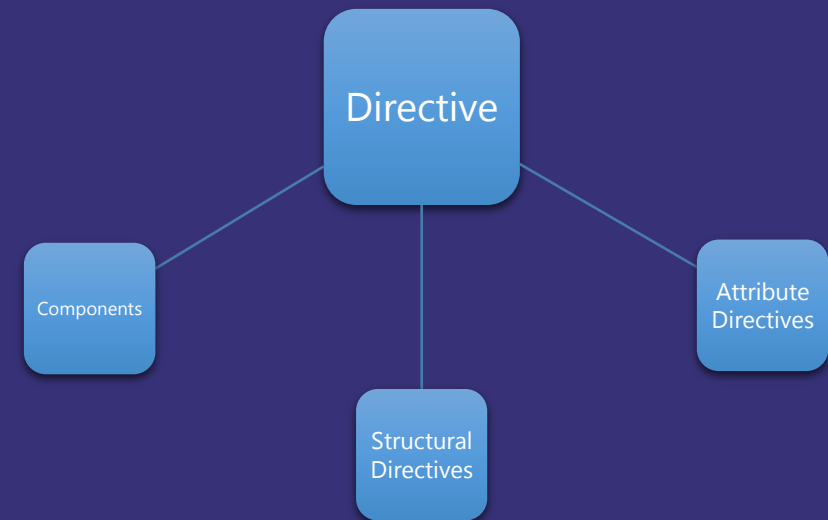 Directive
Components
Attribute
Directives
Structural
Directives